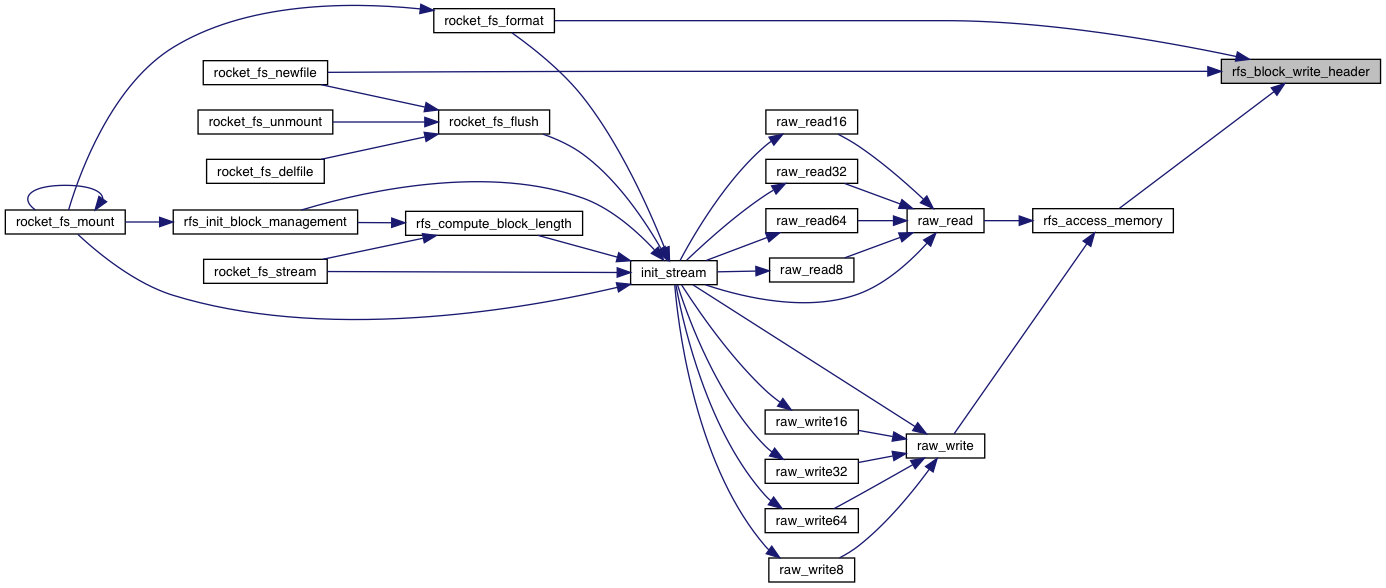 rocket_fs_format
rfs_block_write_header
rocket_fs_newfile
rocket_fs_unmount
rocket_fs_flush
raw_read16
rocket_fs_delfile
raw_read32
rocket_fs_mount
rfs_init_block_management
rfs_compute_block_length
raw_read64
raw_read
rfs_access_memory
rocket_fs_stream
init_stream
raw_read8
raw_write16
raw_write
raw_write32
raw_write64
raw_write8